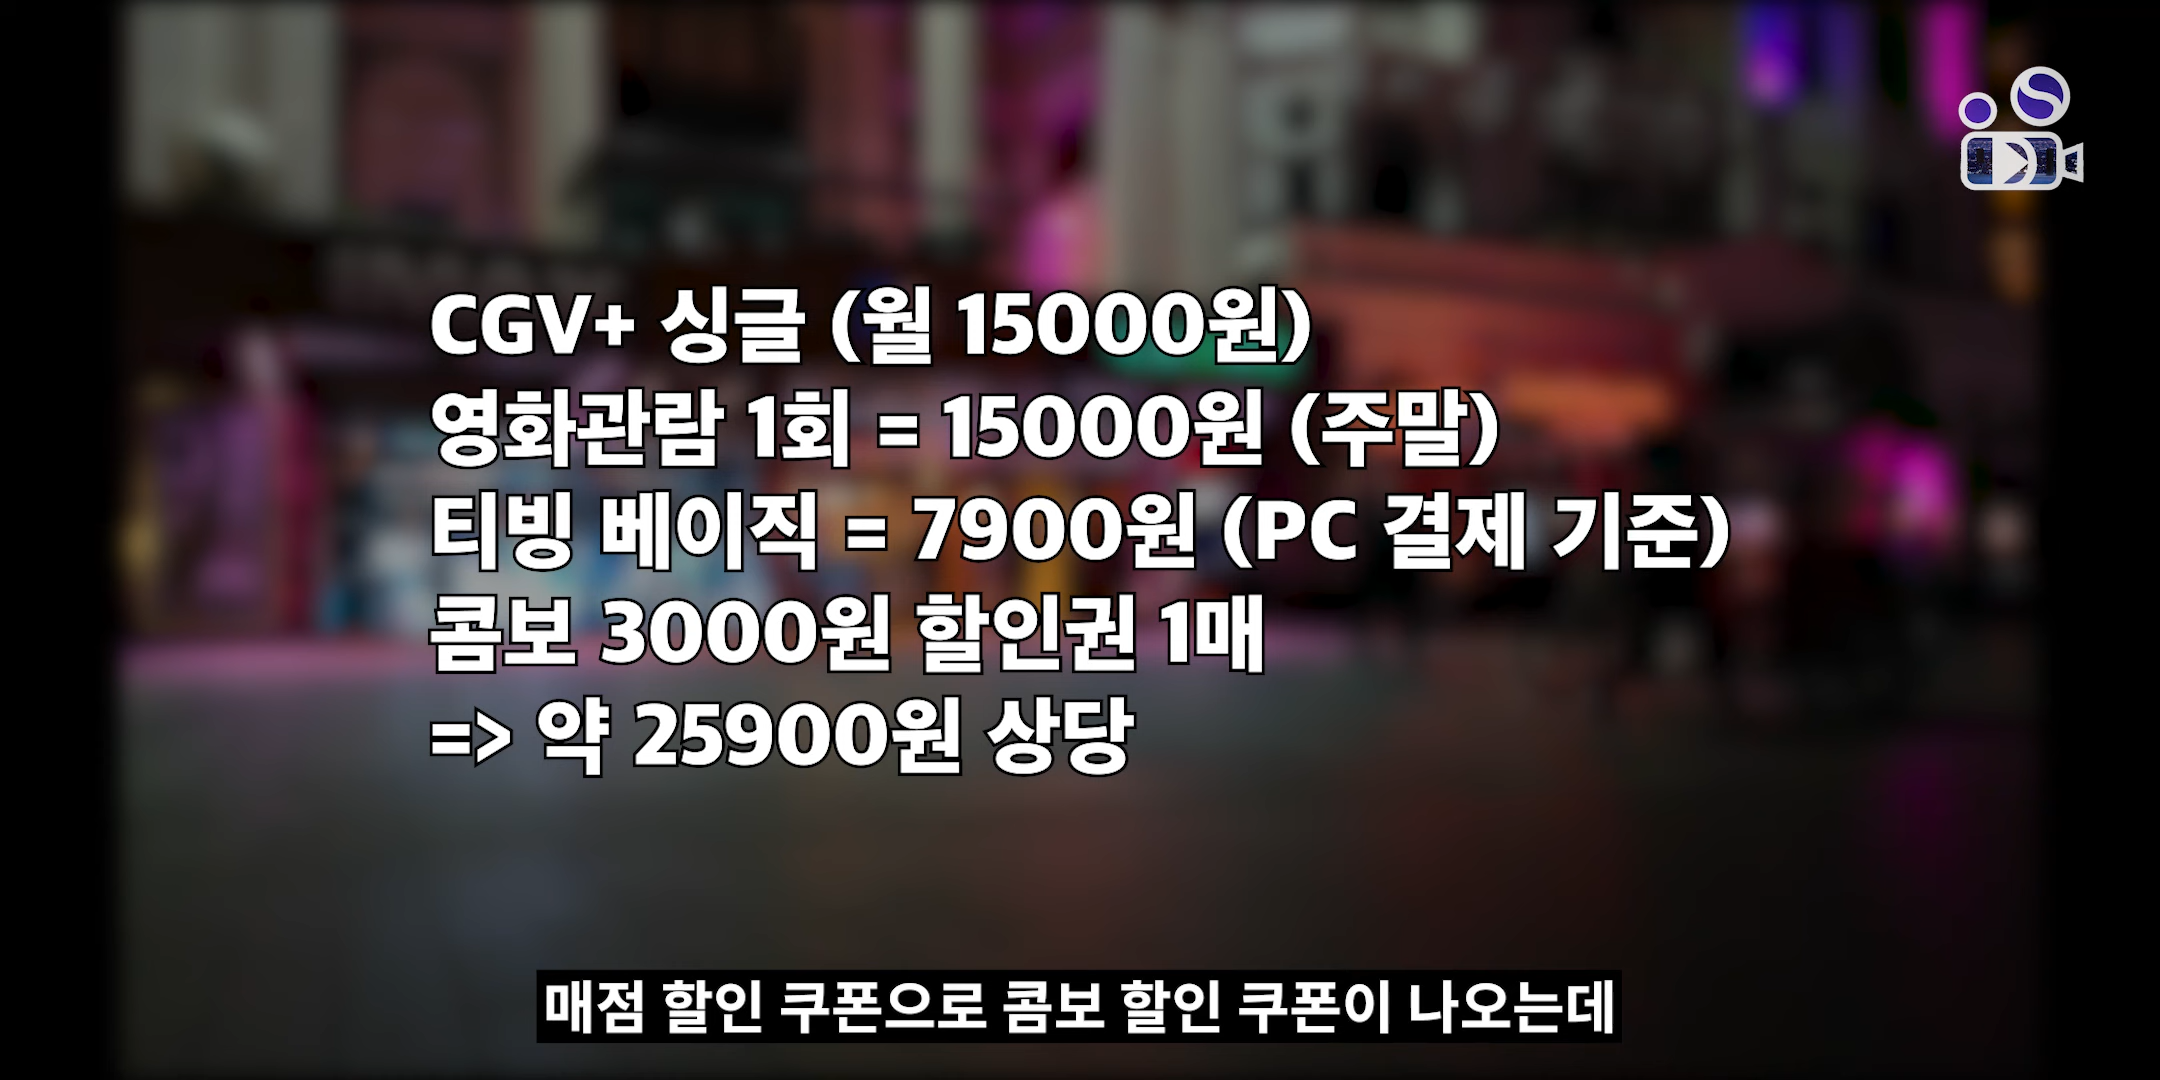 CGV+ 싱글 (월 15000원)
영화관람 1회 = 15000원 (주말)
티빙 베이직 = 7900원 (PC 결제 기준)
콤보 3000원 할인권 1매
=> 약 25900원 상당
매점 할인 쿠폰으로 콤보 할인 쿠폰이 나오는데